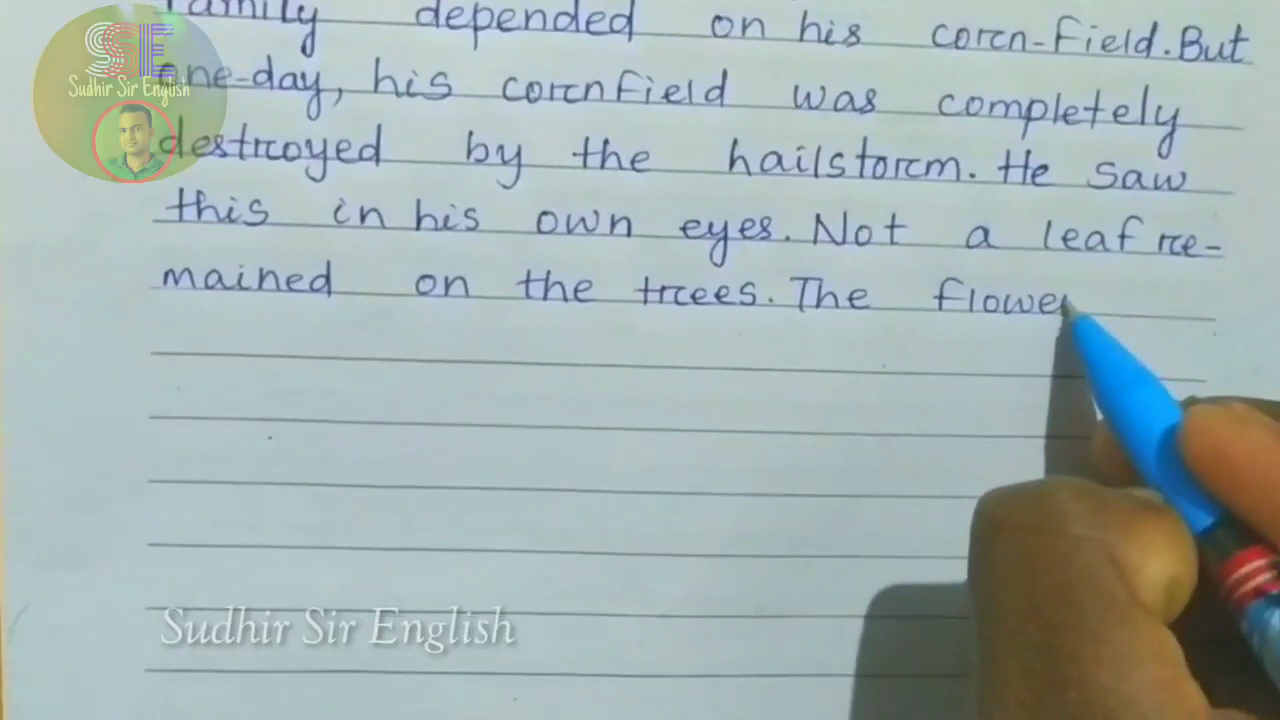 family depended on his corn-field. But
one-day, his cornfield was completely
destroyed by the hailstorm. He saw
this in his own eyes. Not a leaf re-
mained on the trees. The flowe
SE
Sudhir Sir English
Sudhir Sir English